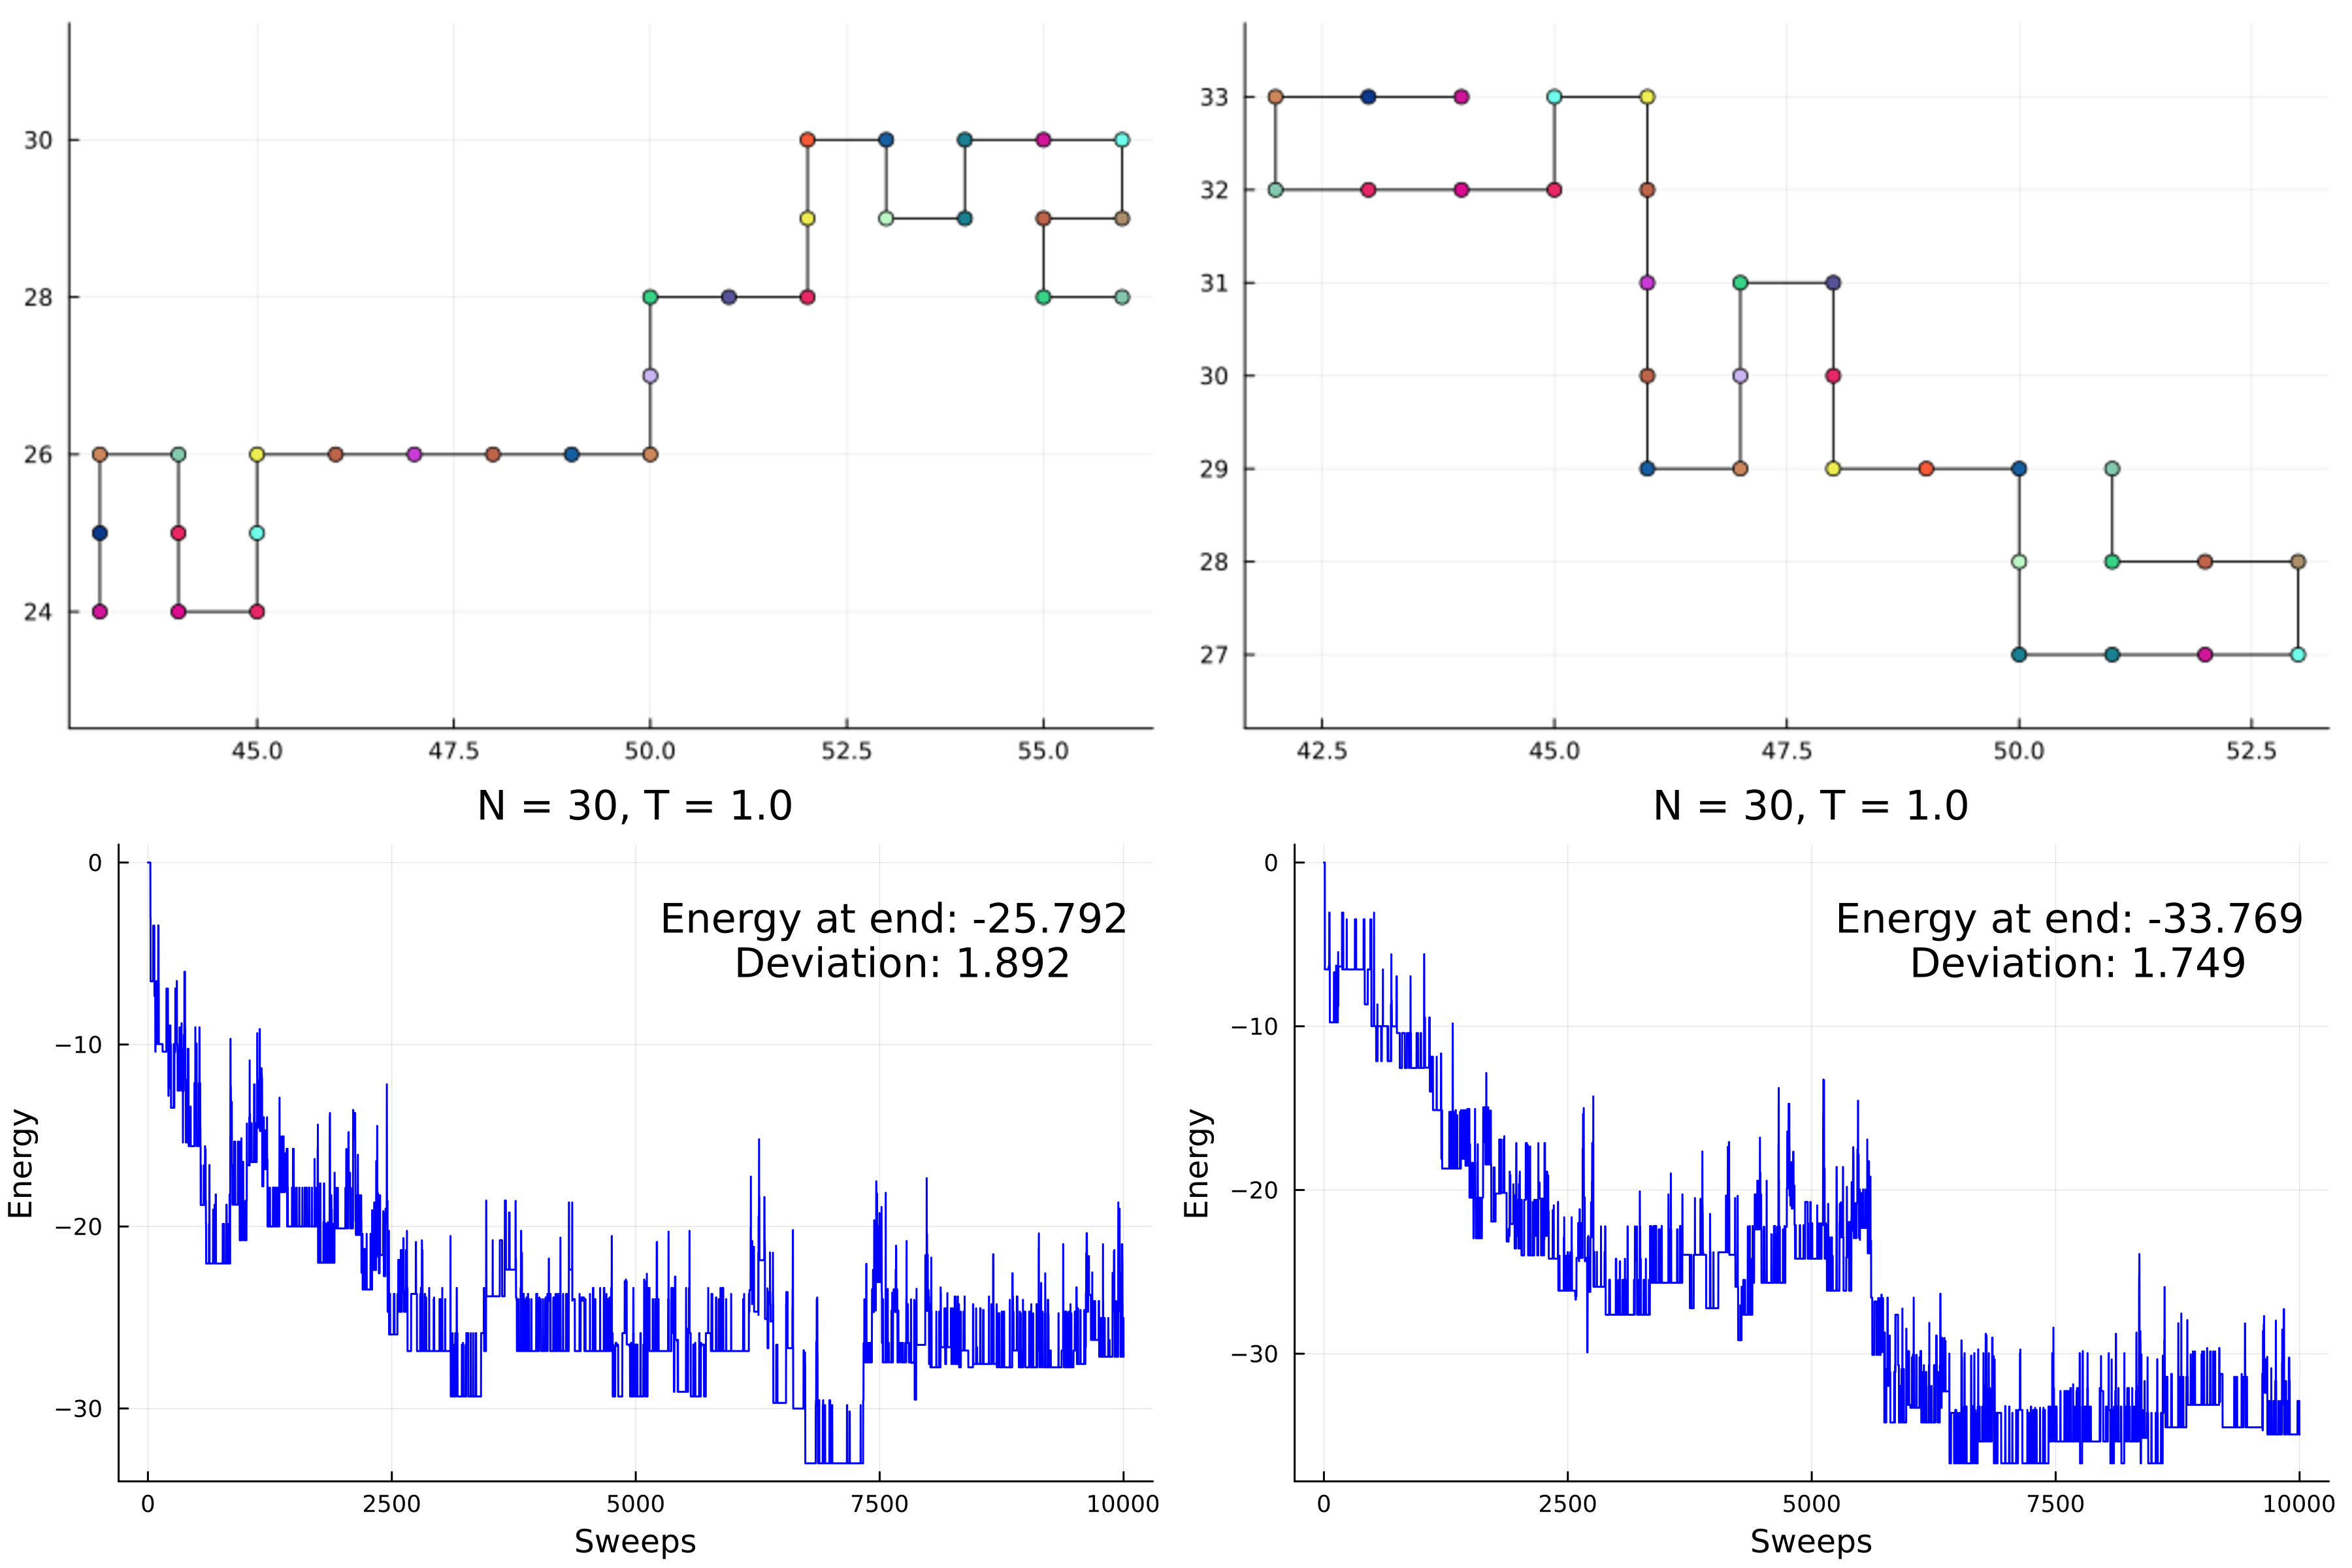 30
28
26
24
45.0 47.5 50.0 52.5 55.0
33
32
31
30
29
28
27
42.5 45.0 47.5 50.0 52.5
N = 30, T = 1.0
Energy at end: -25.792
Deviation: 1.892
0
−10
−20
−30
Energy
0 2500 5000 7500 10000
Sweeps
N = 30, T = 1.0
Energy at end: -33.769
Deviation: 1.749
0
−10
−20
−30
Energy
0 2500 5000 7500 10000
Sweeps